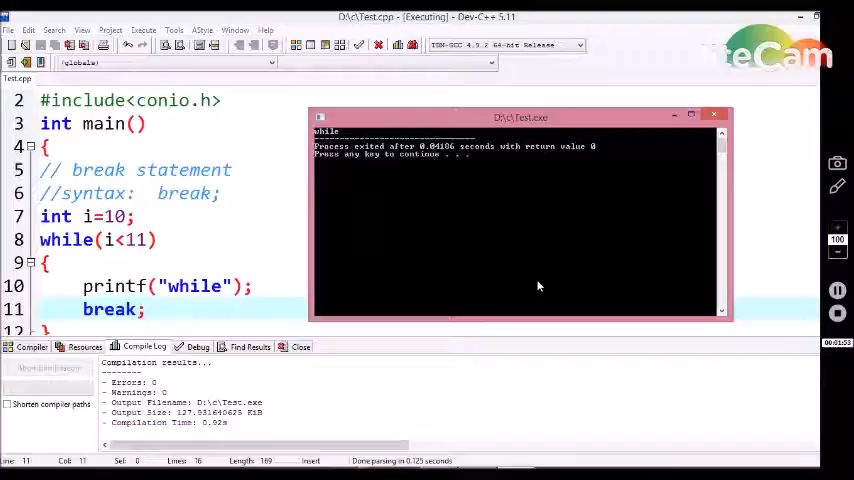 D:\c\Test.cpp - [Executing] - Dev-C++ 5.11
File Edit Search View Project Execute Tools AStyle Window Help
TDM-GCC 4.9.2 64-bit Release
(globals)
Test.cpp
2 #include<conio.h>
3 int main()
4 {
5 // break statement
6 //syntax: break;
7 int i=10;
8 while(i<11)
9 {
10 printf("while");
11 break;
12 }
D:\c\Test.exe
while
--------------------------------
Process exited after 0.04186 seconds with return value 0
Press any key to continue . . .
100
00:01:53
Compiler Resources Compile Log Debug Find Results Close
Shorten compiler paths
Compilation results...
--------
- Errors: 0
- Warnings: 0
- Output Filename: D:\c\Test.exe
- Output Size: 127.931640625 KiB
- Compilation Time: 0.92s
Line: 11 Col: 11 Sel: 0 Lines: 16 Length: 169 Insert Done parsing in 0.125 seconds